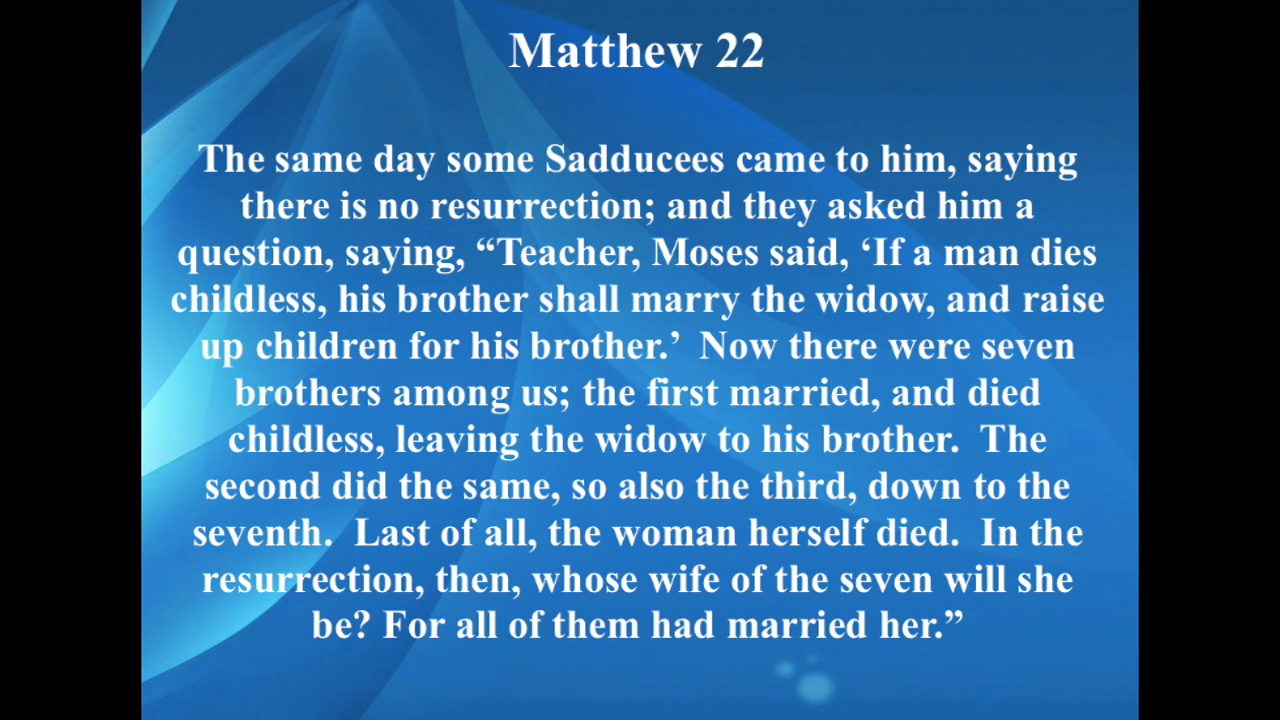 Matthew 22
The same day some Sadducees came to him, saying
there is no resurrection; and they asked him a
question, saying, “Teacher, Moses said, ‘If a man dies
childless, his brother shall marry the widow, and raise
up children for his brother.’  Now there were seven
brothers among us; the first married, and died
childless, leaving the widow to his brother.  The
second did the same, so also the third, down to the
seventh.  Last of all, the woman herself died.  In the
resurrection, then, whose wife of the seven will she
be? For all of them had married her.”